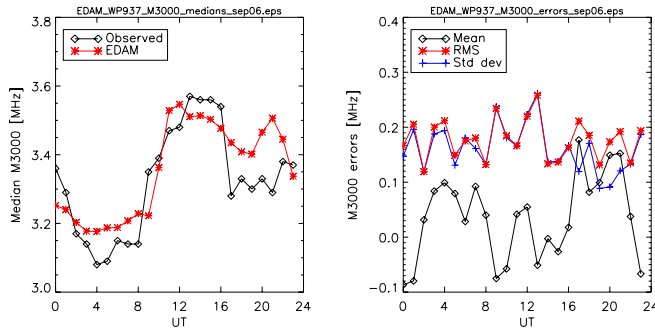 EDAM_WP937_M3000_medians_sep06.eps
3.8
3.6
3.4
3.2
3.0
Median M3000 [MHz]
Observed
EDAM
0 4 8 12 16 20 24
UT
EDAM_WP937_M3000_errors_sep06.eps
0.4
0.3
0.2
0.1
0.0
-0.1
M3000 errors [MHz]
Mean
RMS
Std dev
0 4 8 12 16 20 24
UT